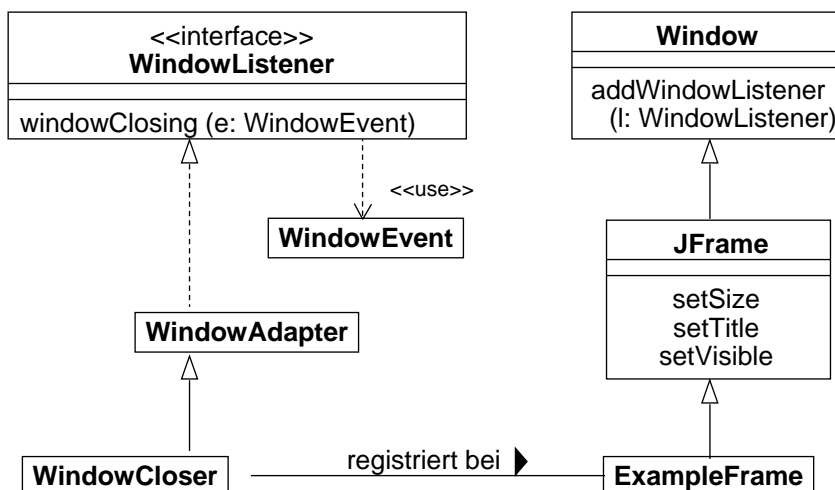 <<interface>>
WindowListener
windowClosing (e: WindowEvent)
<<use>>
WindowEvent
WindowAdapter
WindowCloser
registriert bei
Window
addWindowListener
(l: WindowListener)
JFrame
setSize
setTitle
setVisible
ExampleFrame